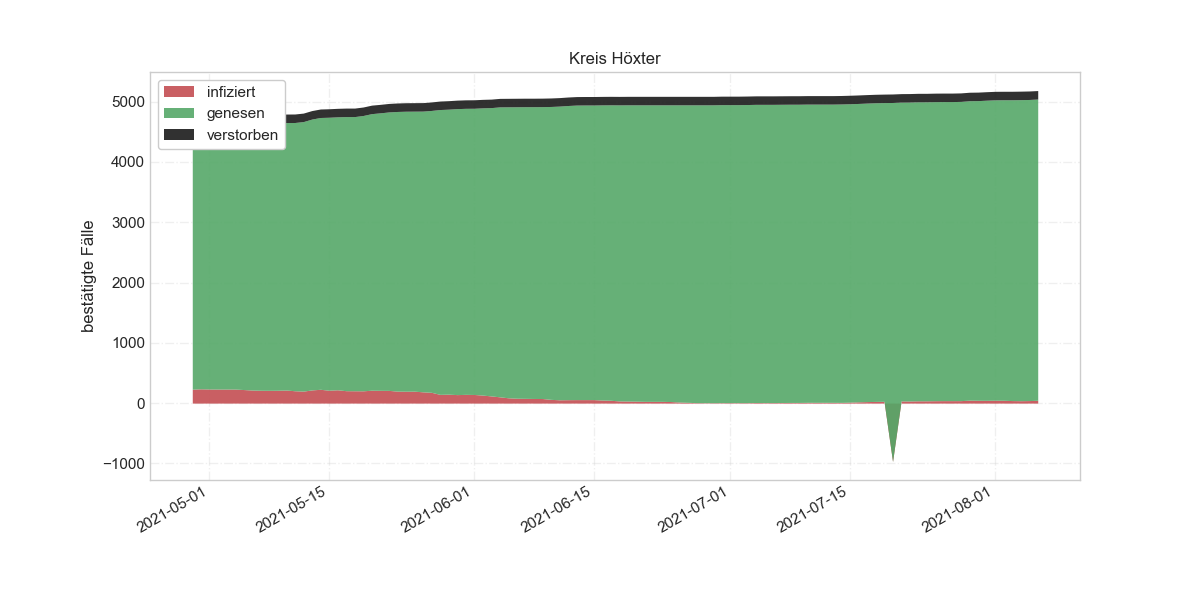 Kreis Höxter
infiziert
genesen
verstorben
bestätigte Fälle
5000
4000
3000
2000
1000
0
−1000
2021-05-01
2021-05-15
2021-06-01
2021-06-15
2021-07-01
2021-07-15
2021-08-01